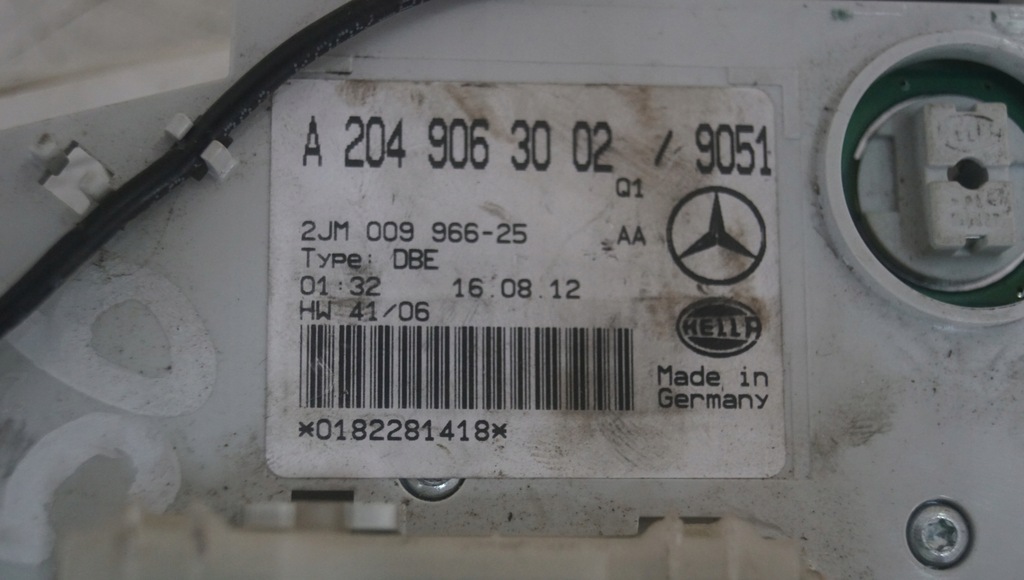 A 204 906 30 02 / 9051
Q1
2JM 009 966-25 AA
Type: DBE
01:32 16.08.12
HW 41/06
HELLA
Made in
Germany
*0182281418*
HELLA